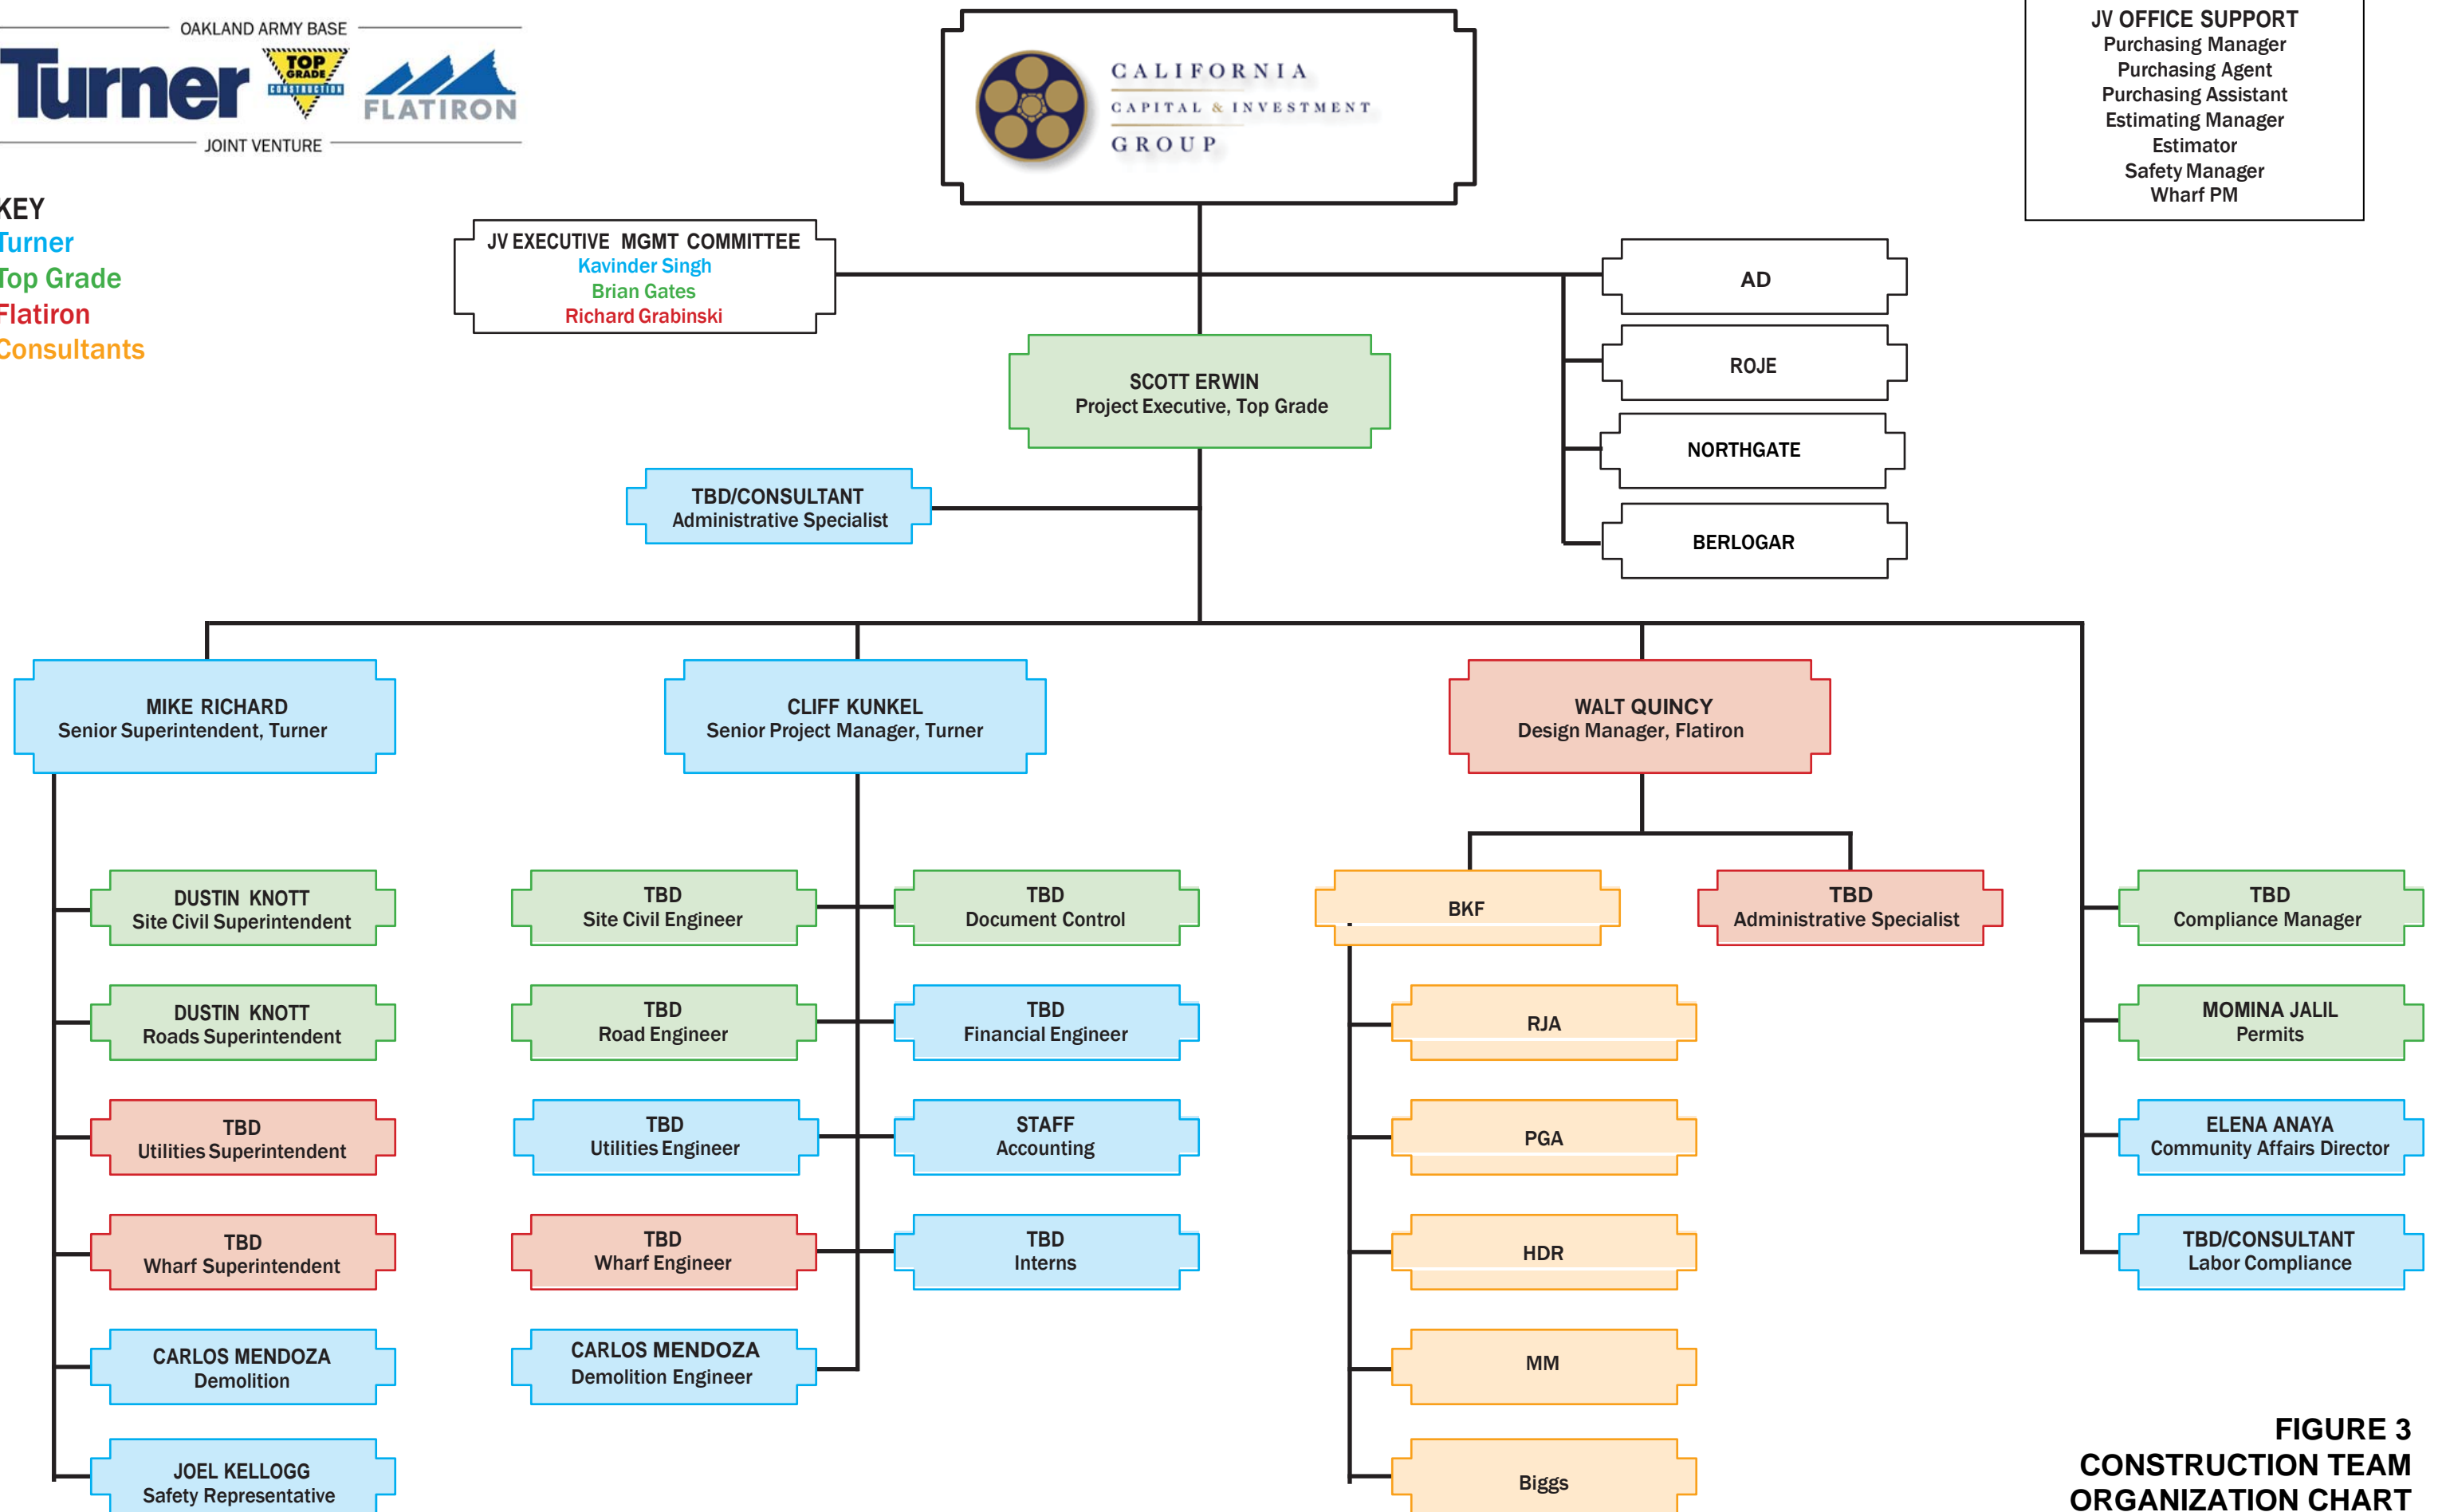 OAKLAND ARMY BASE
Turner
TOP
GRADE
CONSTRUCTION
FLATIRON
JOINT VENTURE
KEY
Turner
Top Grade
Flatiron
Consultants
CALIFORNIA
CAPITAL & INVESTMENT
GROUP
JV OFFICE SUPPORT
Purchasing Manager
Purchasing Agent
Purchasing Assistant
Estimating Manager
Estimator
Safety Manager
Wharf PM
JV EXECUTIVE MGMT COMMITTEE
Kavinder Singh
Brian Gates
Richard Grabinski
AD
ROJE
NORTHGATE
BERLOGAR
SCOTT ERWIN
Project Executive, Top Grade
TBD/CONSULTANT
Administrative Specialist
MIKE RICHARD
Senior Superintendent, Turner
CLIFF KUNKEL
Senior Project Manager, Turner
WALT QUINCY
Design Manager, Flatiron
DUSTIN KNOTT
Site Civil Superintendent
DUSTIN KNOTT
Roads Superintendent
TBD
Utilities Superintendent
TBD
Wharf Superintendent
CARLOS MENDOZA
Demolition
JOEL KELLOGG
Safety Representative
TBD
Site Civil Engineer
TBD
Road Engineer
TBD
Utilities Engineer
TBD
Wharf Engineer
CARLOS MENDOZA
Demolition Engineer
TBD
Document Control
TBD
Financial Engineer
STAFF
Accounting
TBD
Interns
BKF
RJA
PGA
HDR
MM
Biggs
TBD
Administrative Specialist
TBD
Compliance Manager
MOMINA JALIL
Permits
ELENA ANAYA
Community Affairs Director
TBD/CONSULTANT
Labor Compliance
FIGURE 3
CONSTRUCTION TEAM
ORGANIZATION CHART